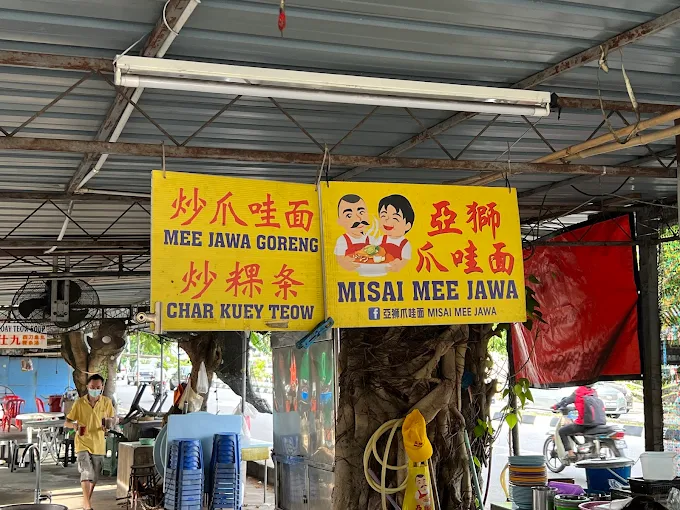 炒爪哇面
MEE JAWA GORENG
炒粿条
CHAR KUEY TEOW
亞獅
爪哇面
MISAI MEE JAWA
亞獅爪哇面 MISAI MEE JAWA